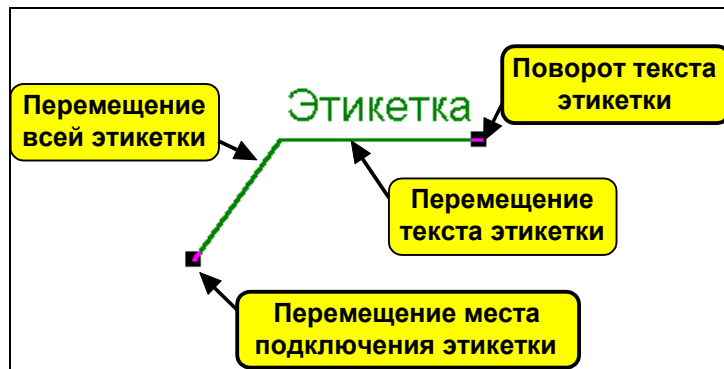 Поворот текста
этикетки
Этикетка
Перемещение
всей этикетки
Перемещение
текста этикетки
Перемещение места
подключения этикетки